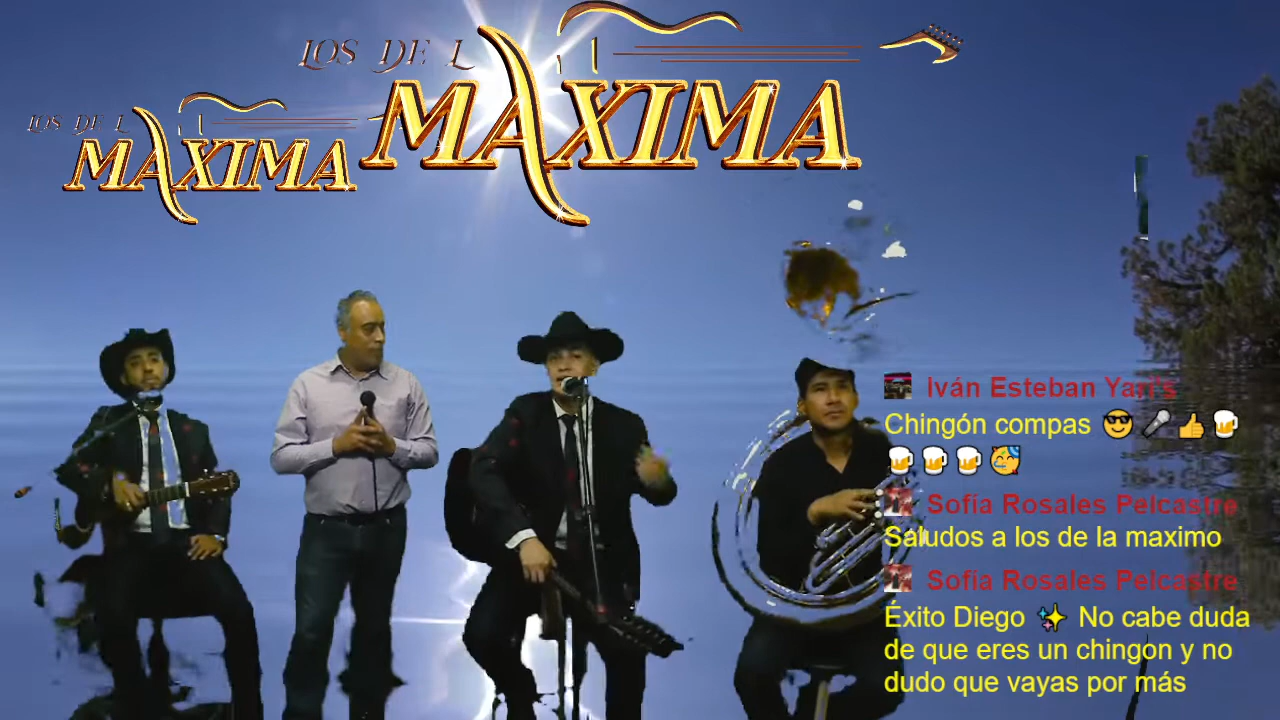 LOS DE L
MAXIMA
LOS DE L
MAXIMA
Iván Esteban Yari's
Chingón compas 😎 🎤 👍 🍺
🍺 🍺 🍺 🥳
Sofía Rosales Pelcastre
Saludos a los de la maximo
Sofía Rosales Pelcastre
Éxito Diego ✨ No cabe duda
de que eres un chingon y no
dudo que vayas por más